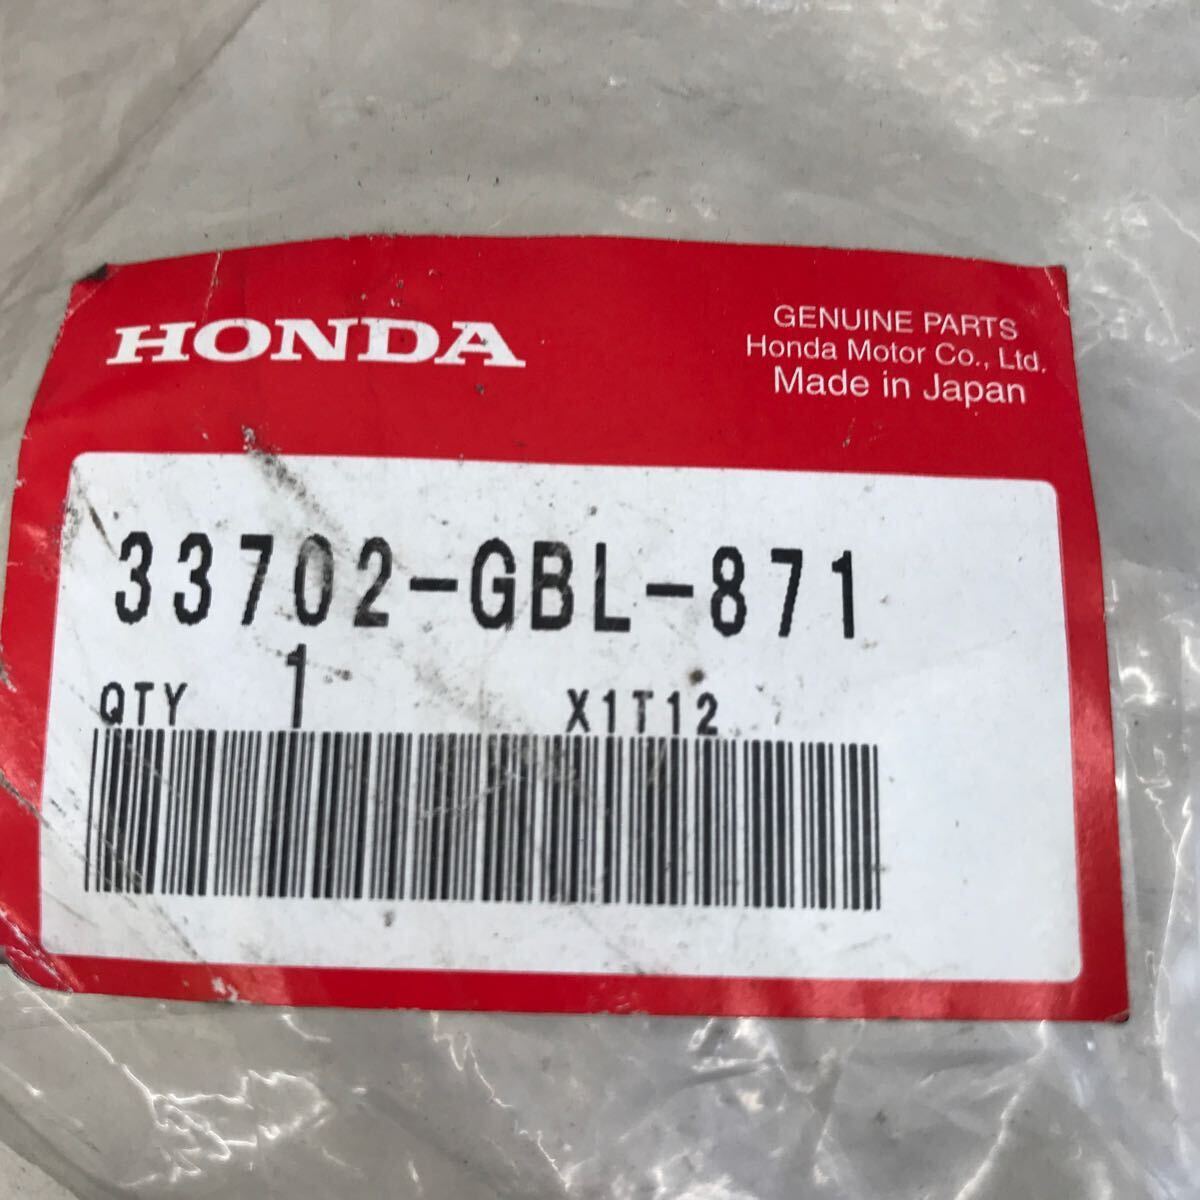 HONDA
GENUINE PARTS
Honda Motor Co., Ltd.
Made in Japan
33702-GBL-871
QTY 1 X1T12